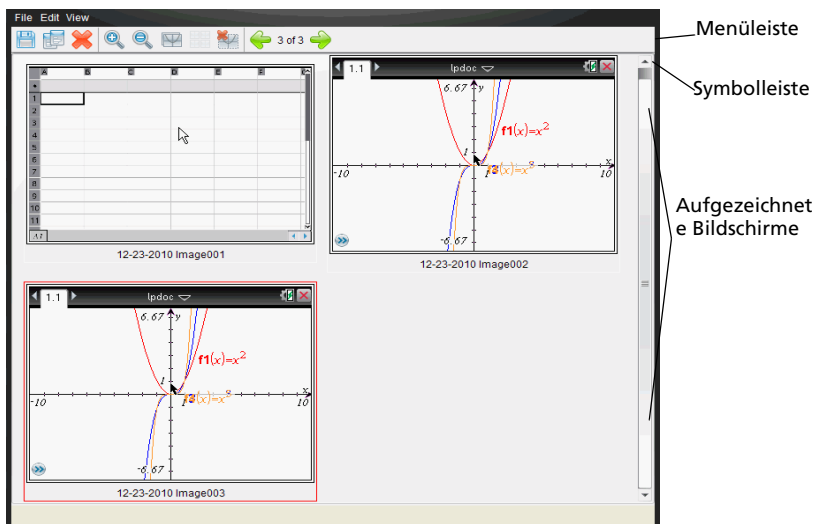 File Edit View
3 of 3
Menüleiste
Symbolleiste
Aufgezeichnet
e Bildschirme
A B C D E F
1
2
3
4
5
6
7
8
9
10
11
A1
12-23-2010 Image001
1.1 lpdoc
6.67 y
f1(x)=x²
1
x
-10 10
-6.67
12-23-2010 Image002
1.1 lpdoc
6.67 y
f1(x)=x²
1
x
-10 10
-6.67
12-23-2010 Image003